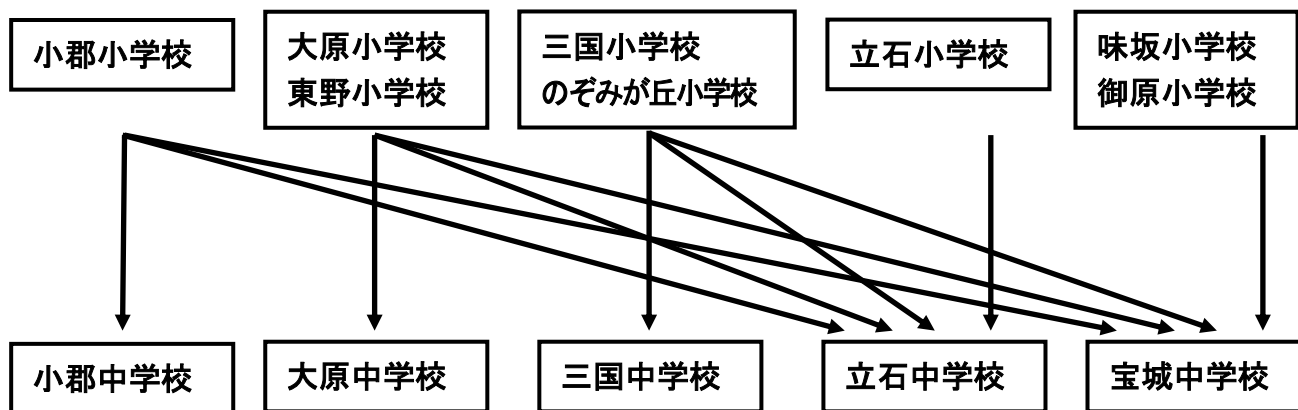 小郡小学校
大原小学校
東野小学校
三国小学校
のぞみが丘小学校
立石小学校
味坂小学校
御原小学校
小郡中学校
大原中学校
三国中学校
立石中学校
宝城中学校